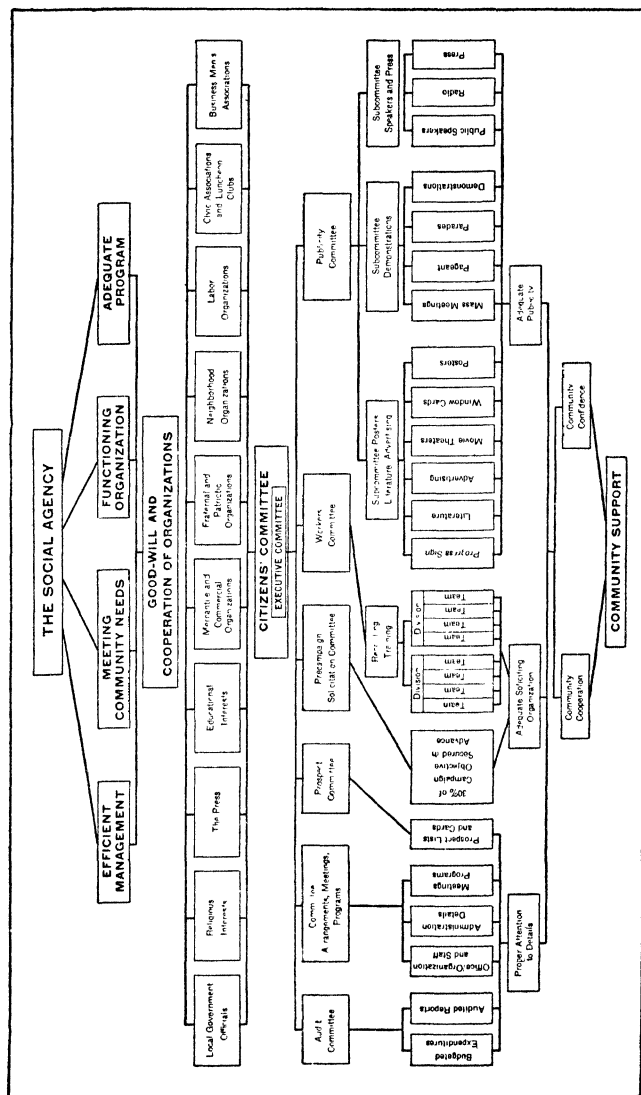 THE SOCIAL AGENCY
EFFICIENT
MANAGEMENT
MEETING
COMMUNITY NEEDS
FUNCTIONING
ORGANIZATION
ADEQUATE
PROGRAM
GOOD-WILL AND
COOPERATION OF ORGANIZATIONS
Local Government
Officials
Religious
Interests
The Press
Educational
Interests
Mercantile and
Commercial
Organizations
Fraternal and
Patriotic
Organizations
Neighborhood
Organizations
Labor
Organizations
Civic Associations
and Luncheon
Clubs
Business Men's
Associations
CITIZENS' COMMITTEE
EXECUTIVE COMMITTEE
Audit
Committee
Committee
Arrangements, Meetings,
Programs
Prospect
Committee
Precampaign
Solicitation Committee
Workers
Committee
Publicity
Committee
Recruiting
Training
Subcommittee Posters
Literature, Advertising
Subcommittee
Demonstrations
Subcommittee
Speakers and Press
Budgeted
Expenditures
Audited Reports
Office/Organization
and Staff
Administration
Details
Meetings
Programs
Prospect Lists
and Cards
30% of
Campaign
Objective
Secured in
Advance
Division
Team
Team
Team
Team
Division
Team
Team
Team
Team
Progress Sign
Literature
Advertising
Movie Theaters
Window Cards
Posters
Mass Meetings
Pageant
Parades
Demonstrations
Public Speakers
Radio
Press
Proper Attention
to Details
Adequate Soliciting
Organization
Adequate
Publicity
Community
Cooperation
Community
Confidence
COMMUNITY SUPPORT